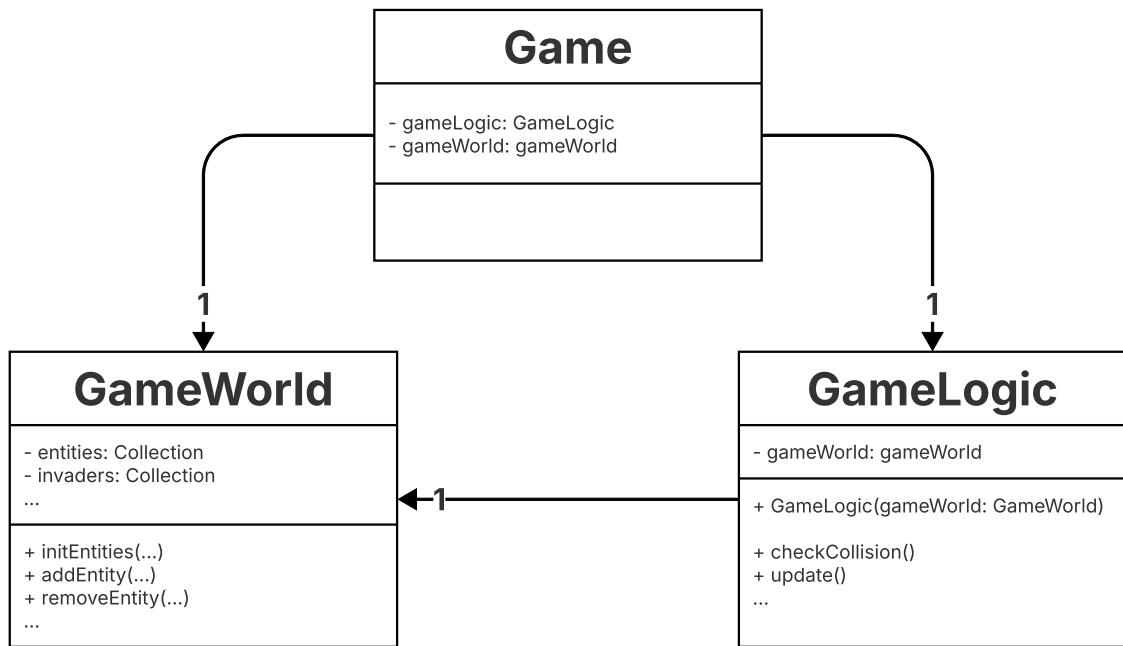 Game
- gameLogic: GameLogic
- gameWorld: gameWorld
1
1
GameWorld
- entities: Collection
- invaders: Collection
...
+ initEntities(...)
+ addEntity(...)
+ removeEntity(...)
...
1
GameLogic
- gameWorld: gameWorld
+ GameLogic(gameWorld: GameWorld)
+ checkCollision()
+ update()
...